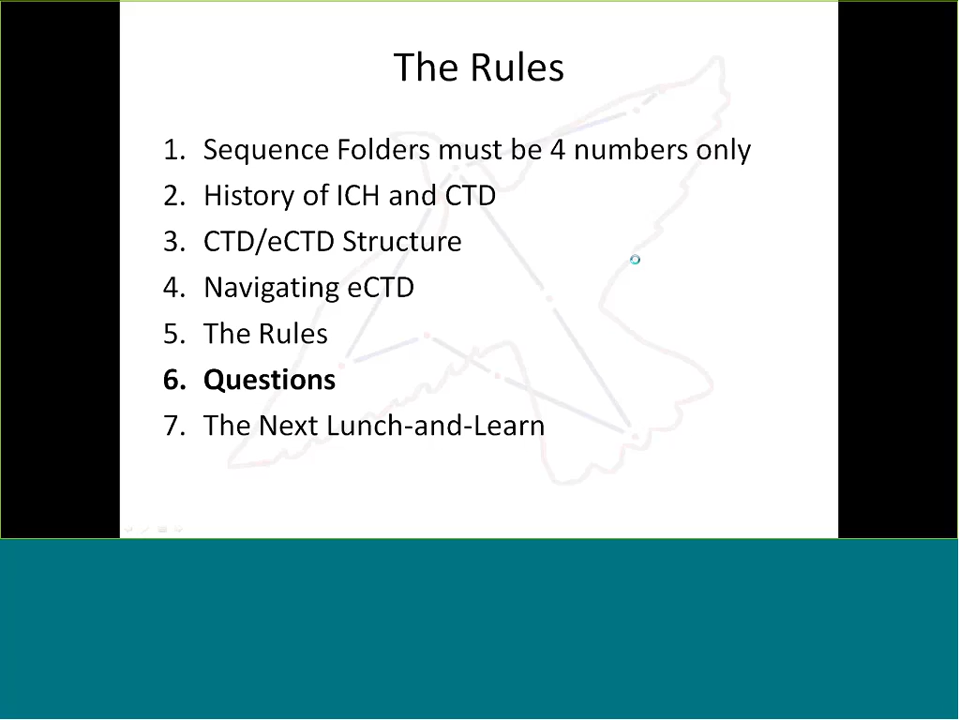 The Rules
1. Sequence Folders must be 4 numbers only
2. History of ICH and CTD
3. CTD/eCTD Structure
4. Navigating eCTD
5. The Rules
6. Questions
7. The Next Lunch-and-Learn